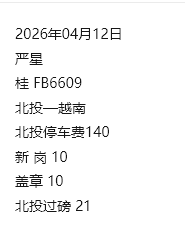 2026年04月12日
严星
桂 FB6609
北投—越南
北投停车费140
新 岗 10
盖章 10
北投过磅 21